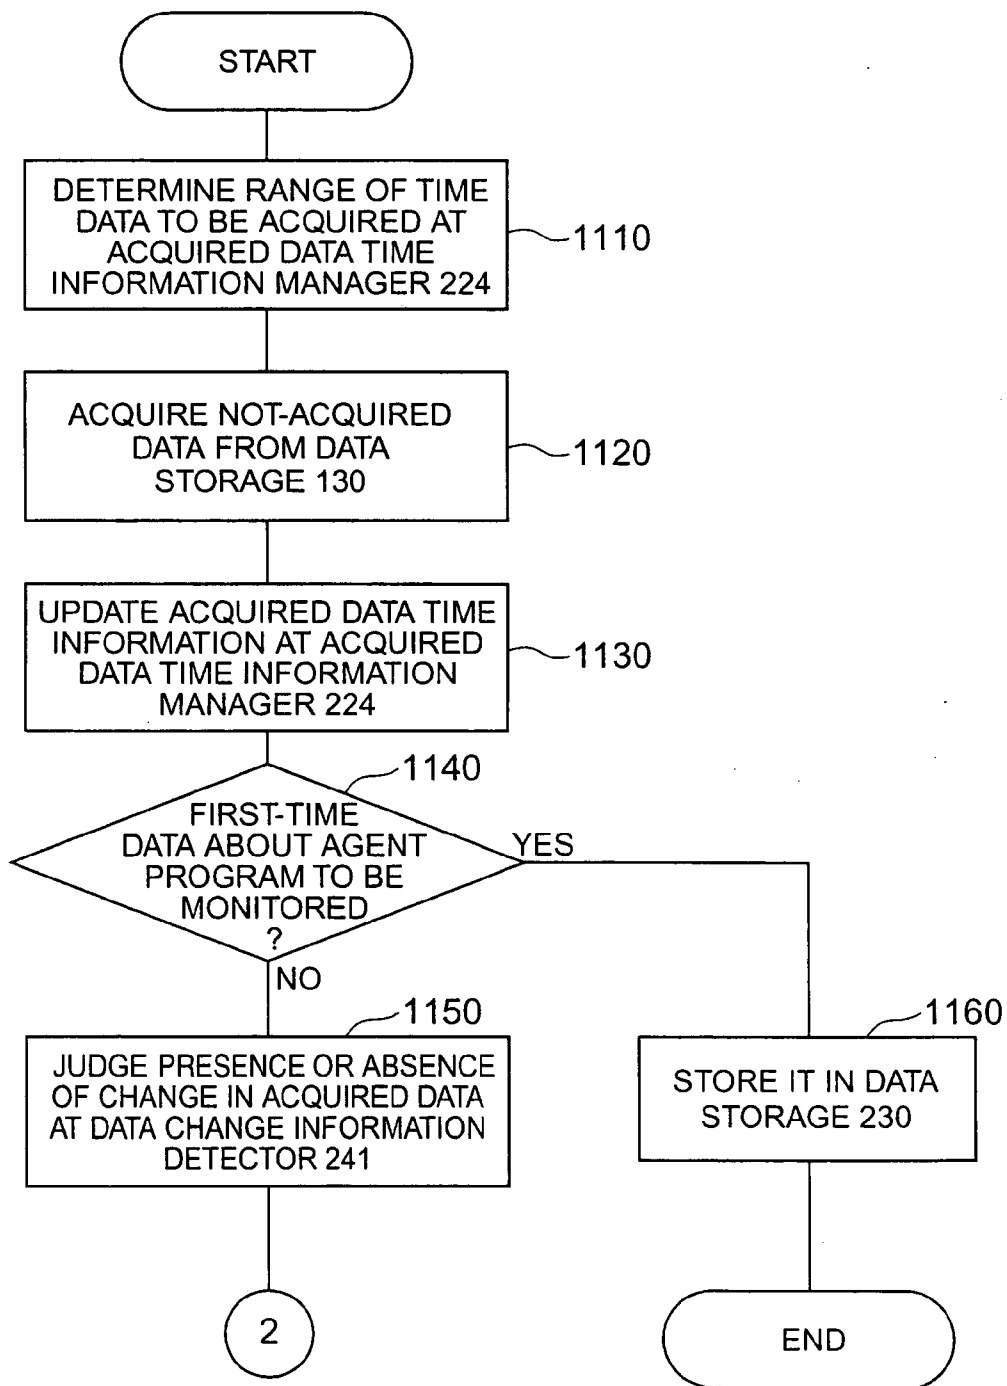 START
DETERMINE RANGE OF TIME
DATA TO BE ACQUIRED AT
ACQUIRED DATA TIME
INFORMATION MANAGER 224
1110
ACQUIRE NOT-ACQUIRED
DATA FROM DATA
STORAGE 130
1120
UPDATE ACQUIRED DATA TIME
INFORMATION AT ACQUIRED
DATA TIME INFORMATION
MANAGER 224
1130
1140
FIRST-TIME
DATA ABOUT AGENT
PROGRAM TO BE
MONITORED
?
YES
NO
1150
JUDGE PRESENCE OR ABSENCE
OF CHANGE IN ACQUIRED DATA
AT DATA CHANGE INFORMATION
DETECTOR 241
1160
STORE IT IN DATA
STORAGE 230
2
END